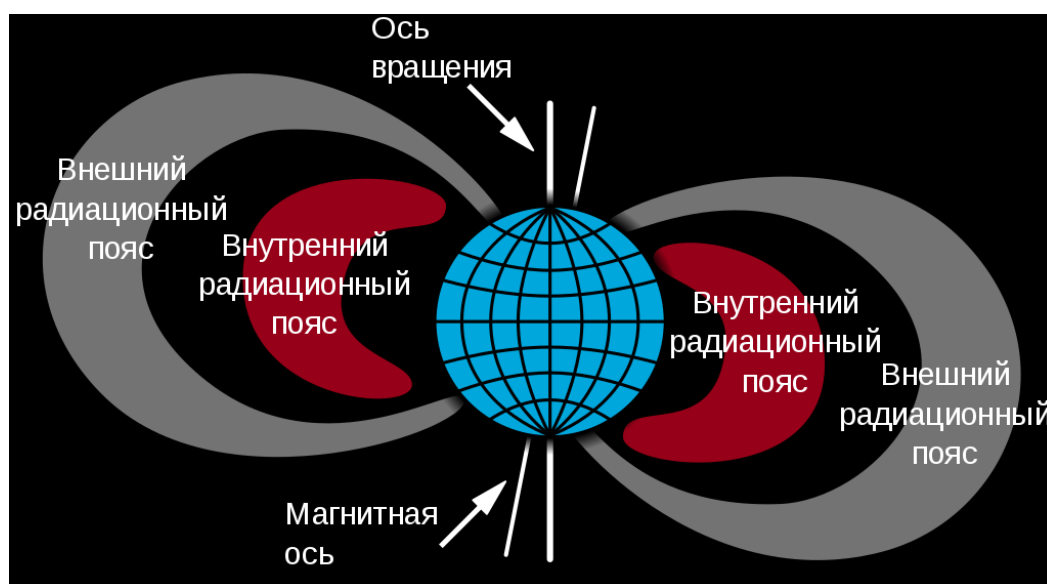 Ось
вращения
Внешний
радиационный
пояс
Внутренний
радиационный
пояс
Внутренний
радиационный
пояс
Внешний
радиационный
пояс
Магнитная
ось